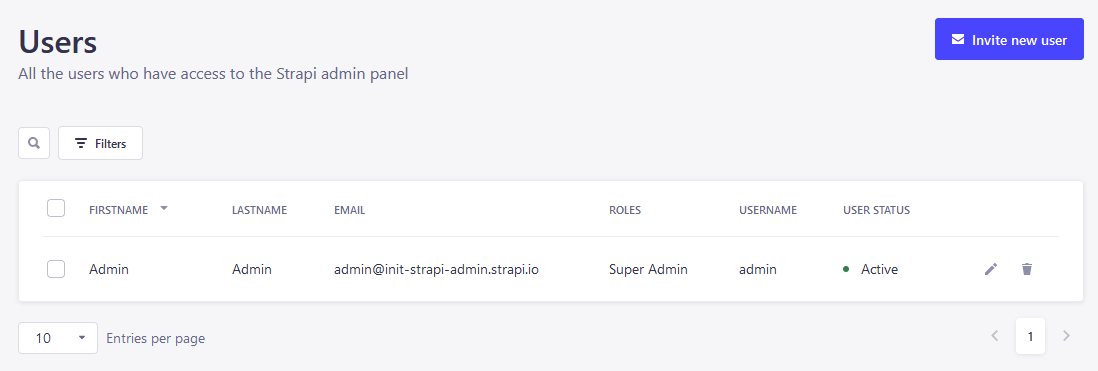 Users
Invite new user
All the users who have access to the Strapi admin panel
Filters
FIRSTNAME LASTNAME EMAIL ROLES USERNAME USER STATUS
Admin Admin admin@init-strapi-admin.strapi.io Super Admin admin Active
10 Entries per page 1